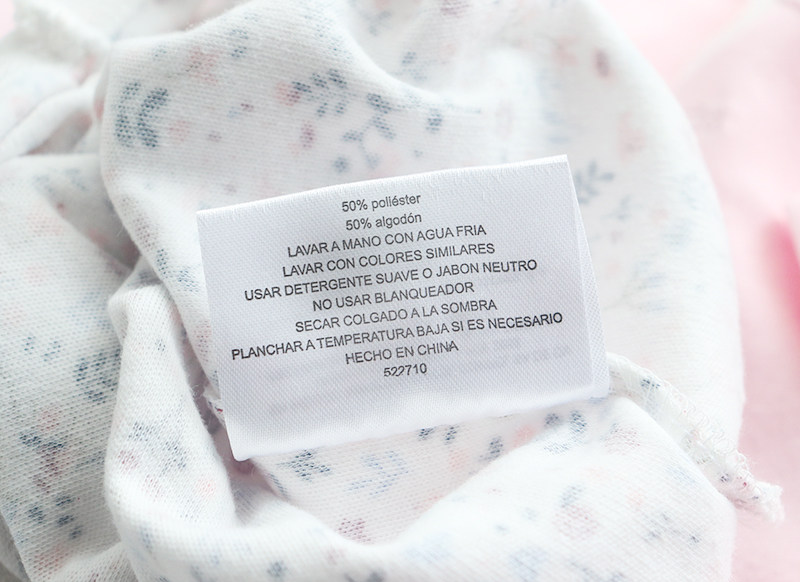 50% poliéster
50% algodón
LAVAR A MANO CON AGUA FRIA
LAVAR CON COLORES SIMILARES
USAR DETERGENTE SUAVE O JABON NEUTRO
NO USAR BLANQUEADOR
SECAR COLGADO A LA SOMBRA
PLANCHAR A TEMPERATURA BAJA SI ES NECESARIO
HECHO EN CHINA
522710